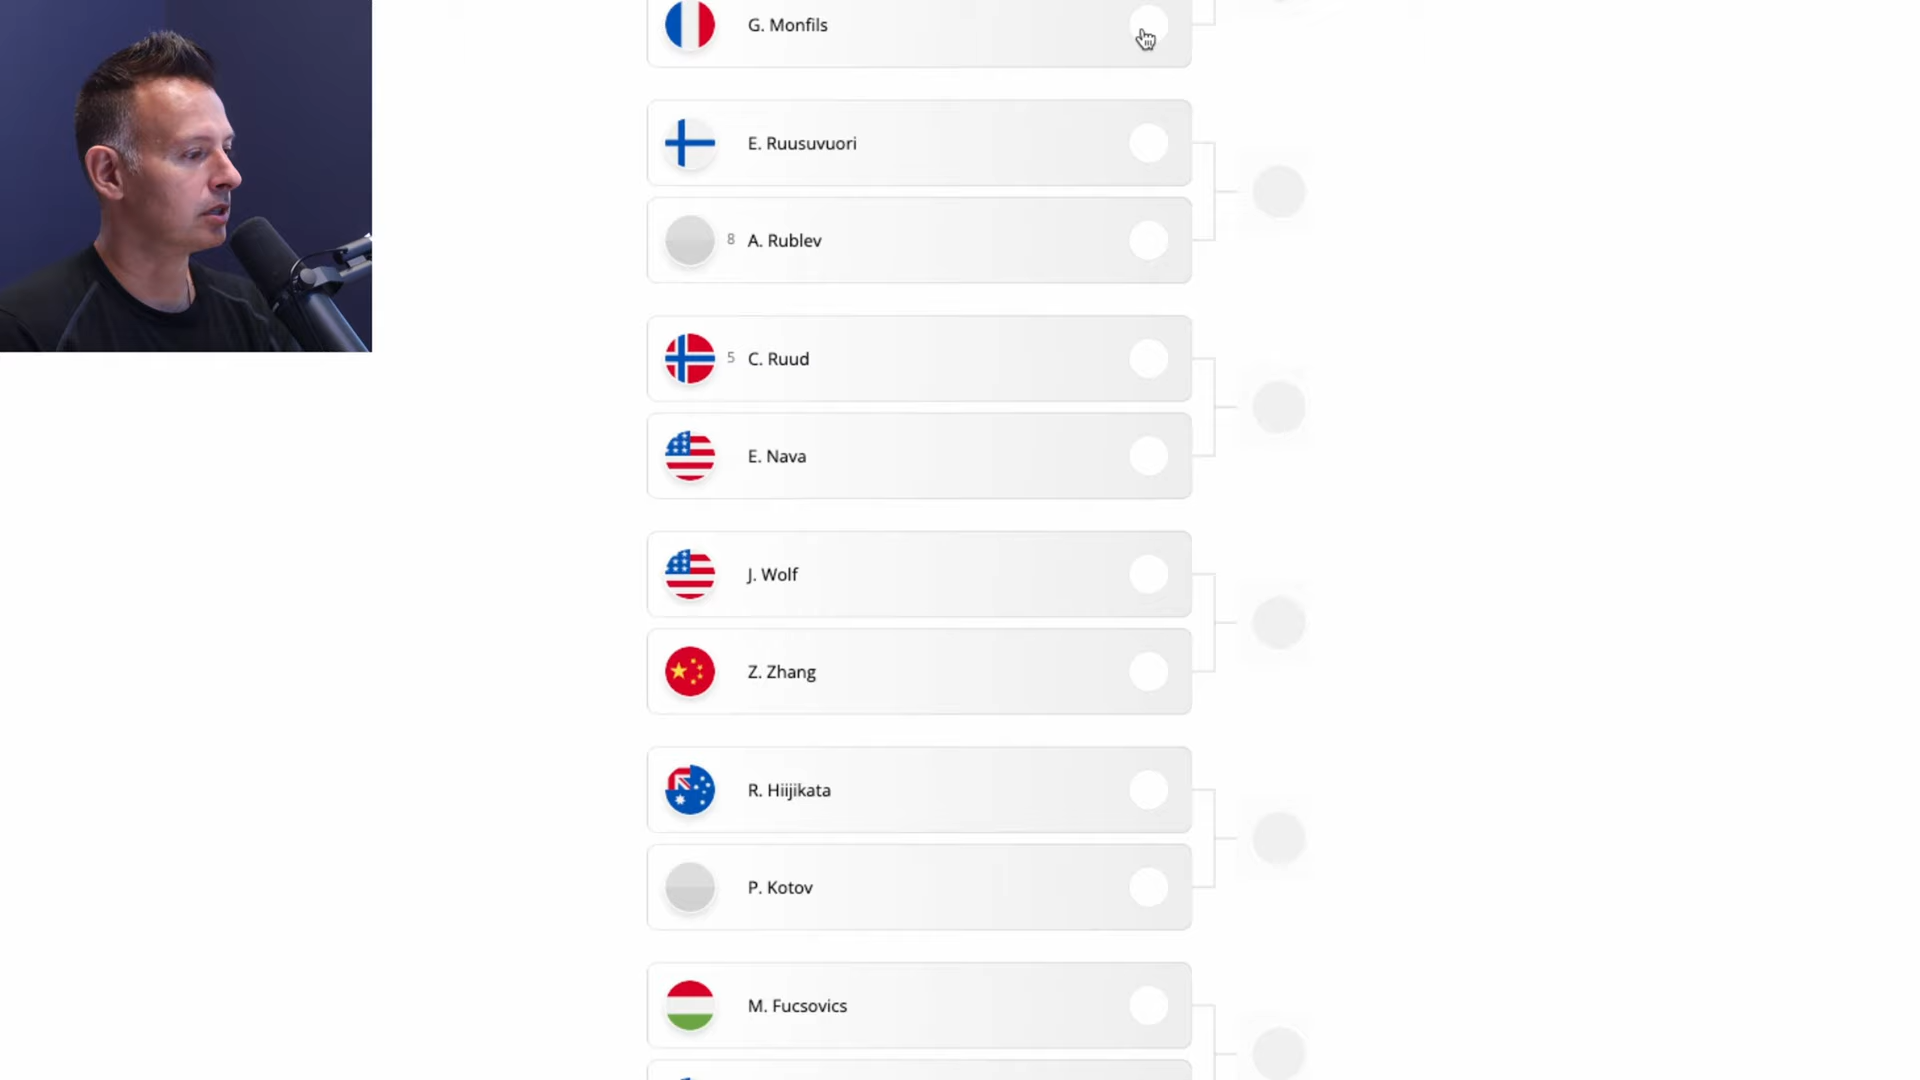 G. Monfils
E. Ruusuvuori
8 A. Rublev
5 C. Ruud
E. Nava
J. Wolf
Z. Zhang
R. Hiijikata
P. Kotov
M. Fucsovics